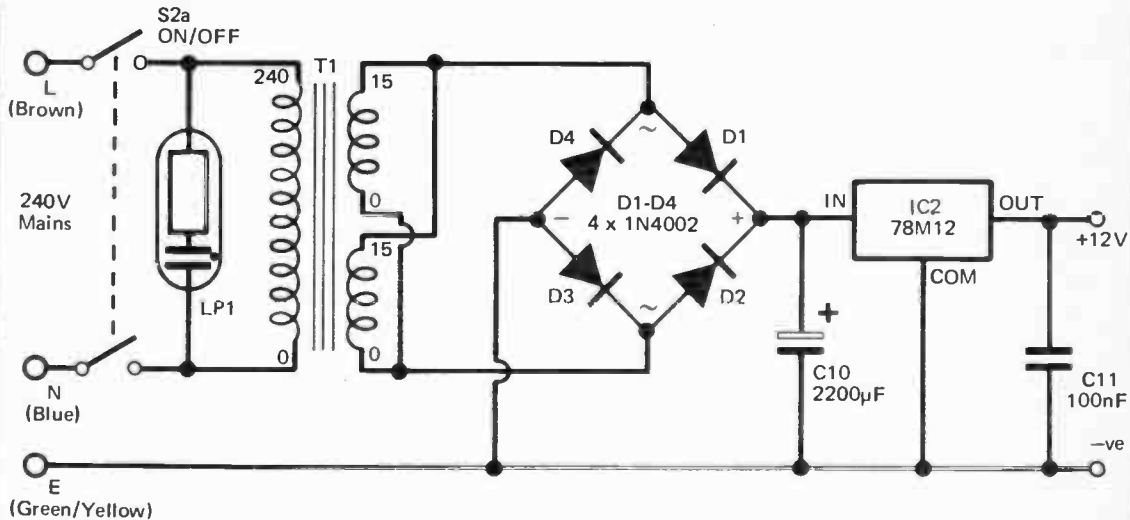 S2a
ON/OFF
L
(Brown)
240V
Mains
N
(Blue)
E
(Green/Yellow)
LP1
240
0
T1
15
0
15
0
~
D4
D1
D1-D4
4 x 1N4002
–
+
D3
D2
~
IN
IC2
78M12
OUT
COM
+12V
+
C10
2200µF
C11
100nF
–ve